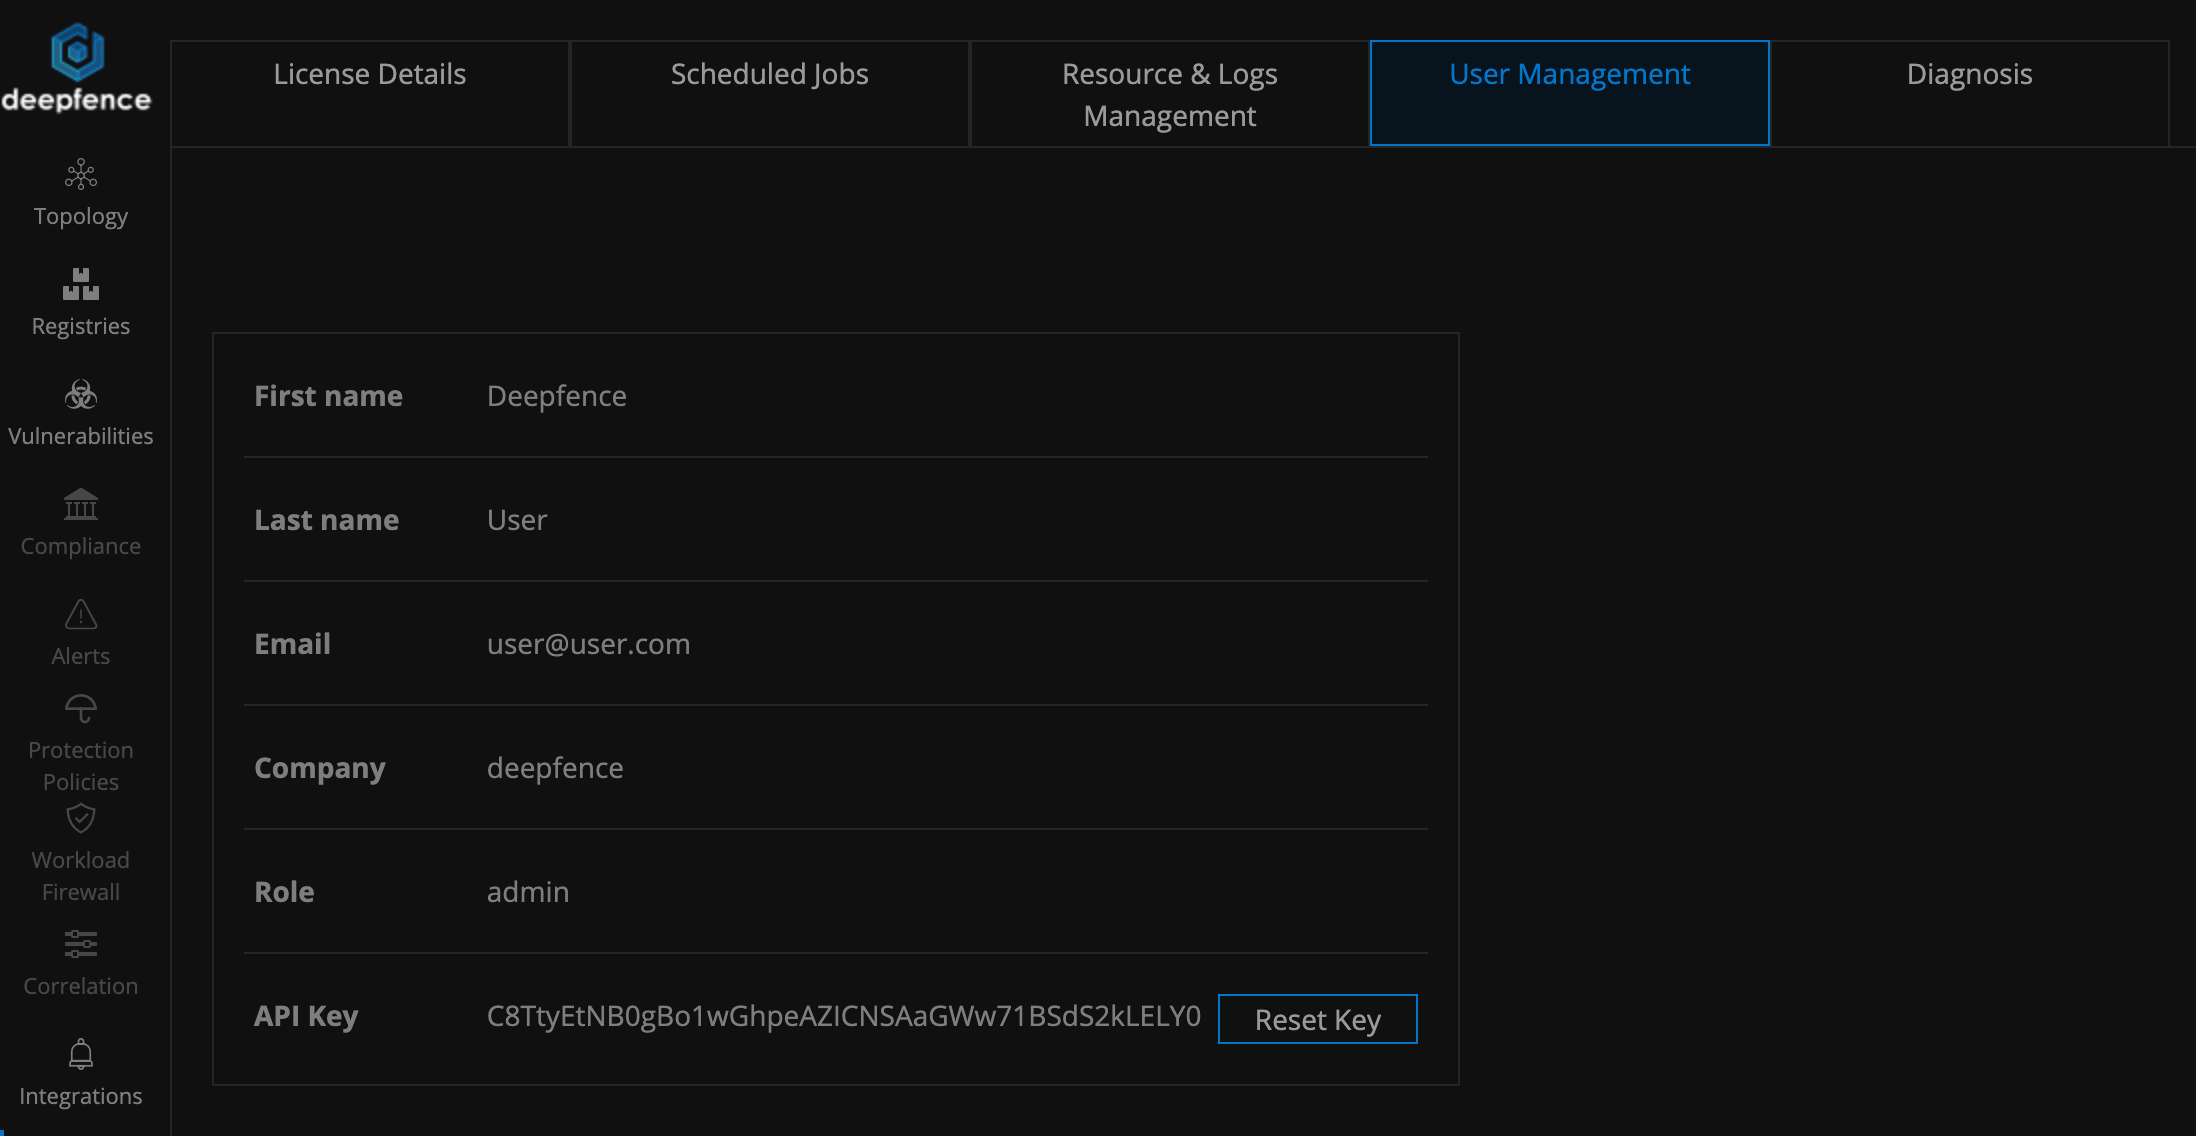 deepfence
License Details
Scheduled Jobs
Resource & Logs
Management
User Management
Diagnosis
Topology
Registries
Vulnerabilities
Compliance
Alerts
Protection
Policies
Workload
Firewall
Correlation
Integrations
First name Deepfence
Last name User
Email user@user.com
Company deepfence
Role admin
API Key C8TtyEtNB0gBo1wGhpeAZICNSAaGWw71BSdS2kLELY0 Reset Key